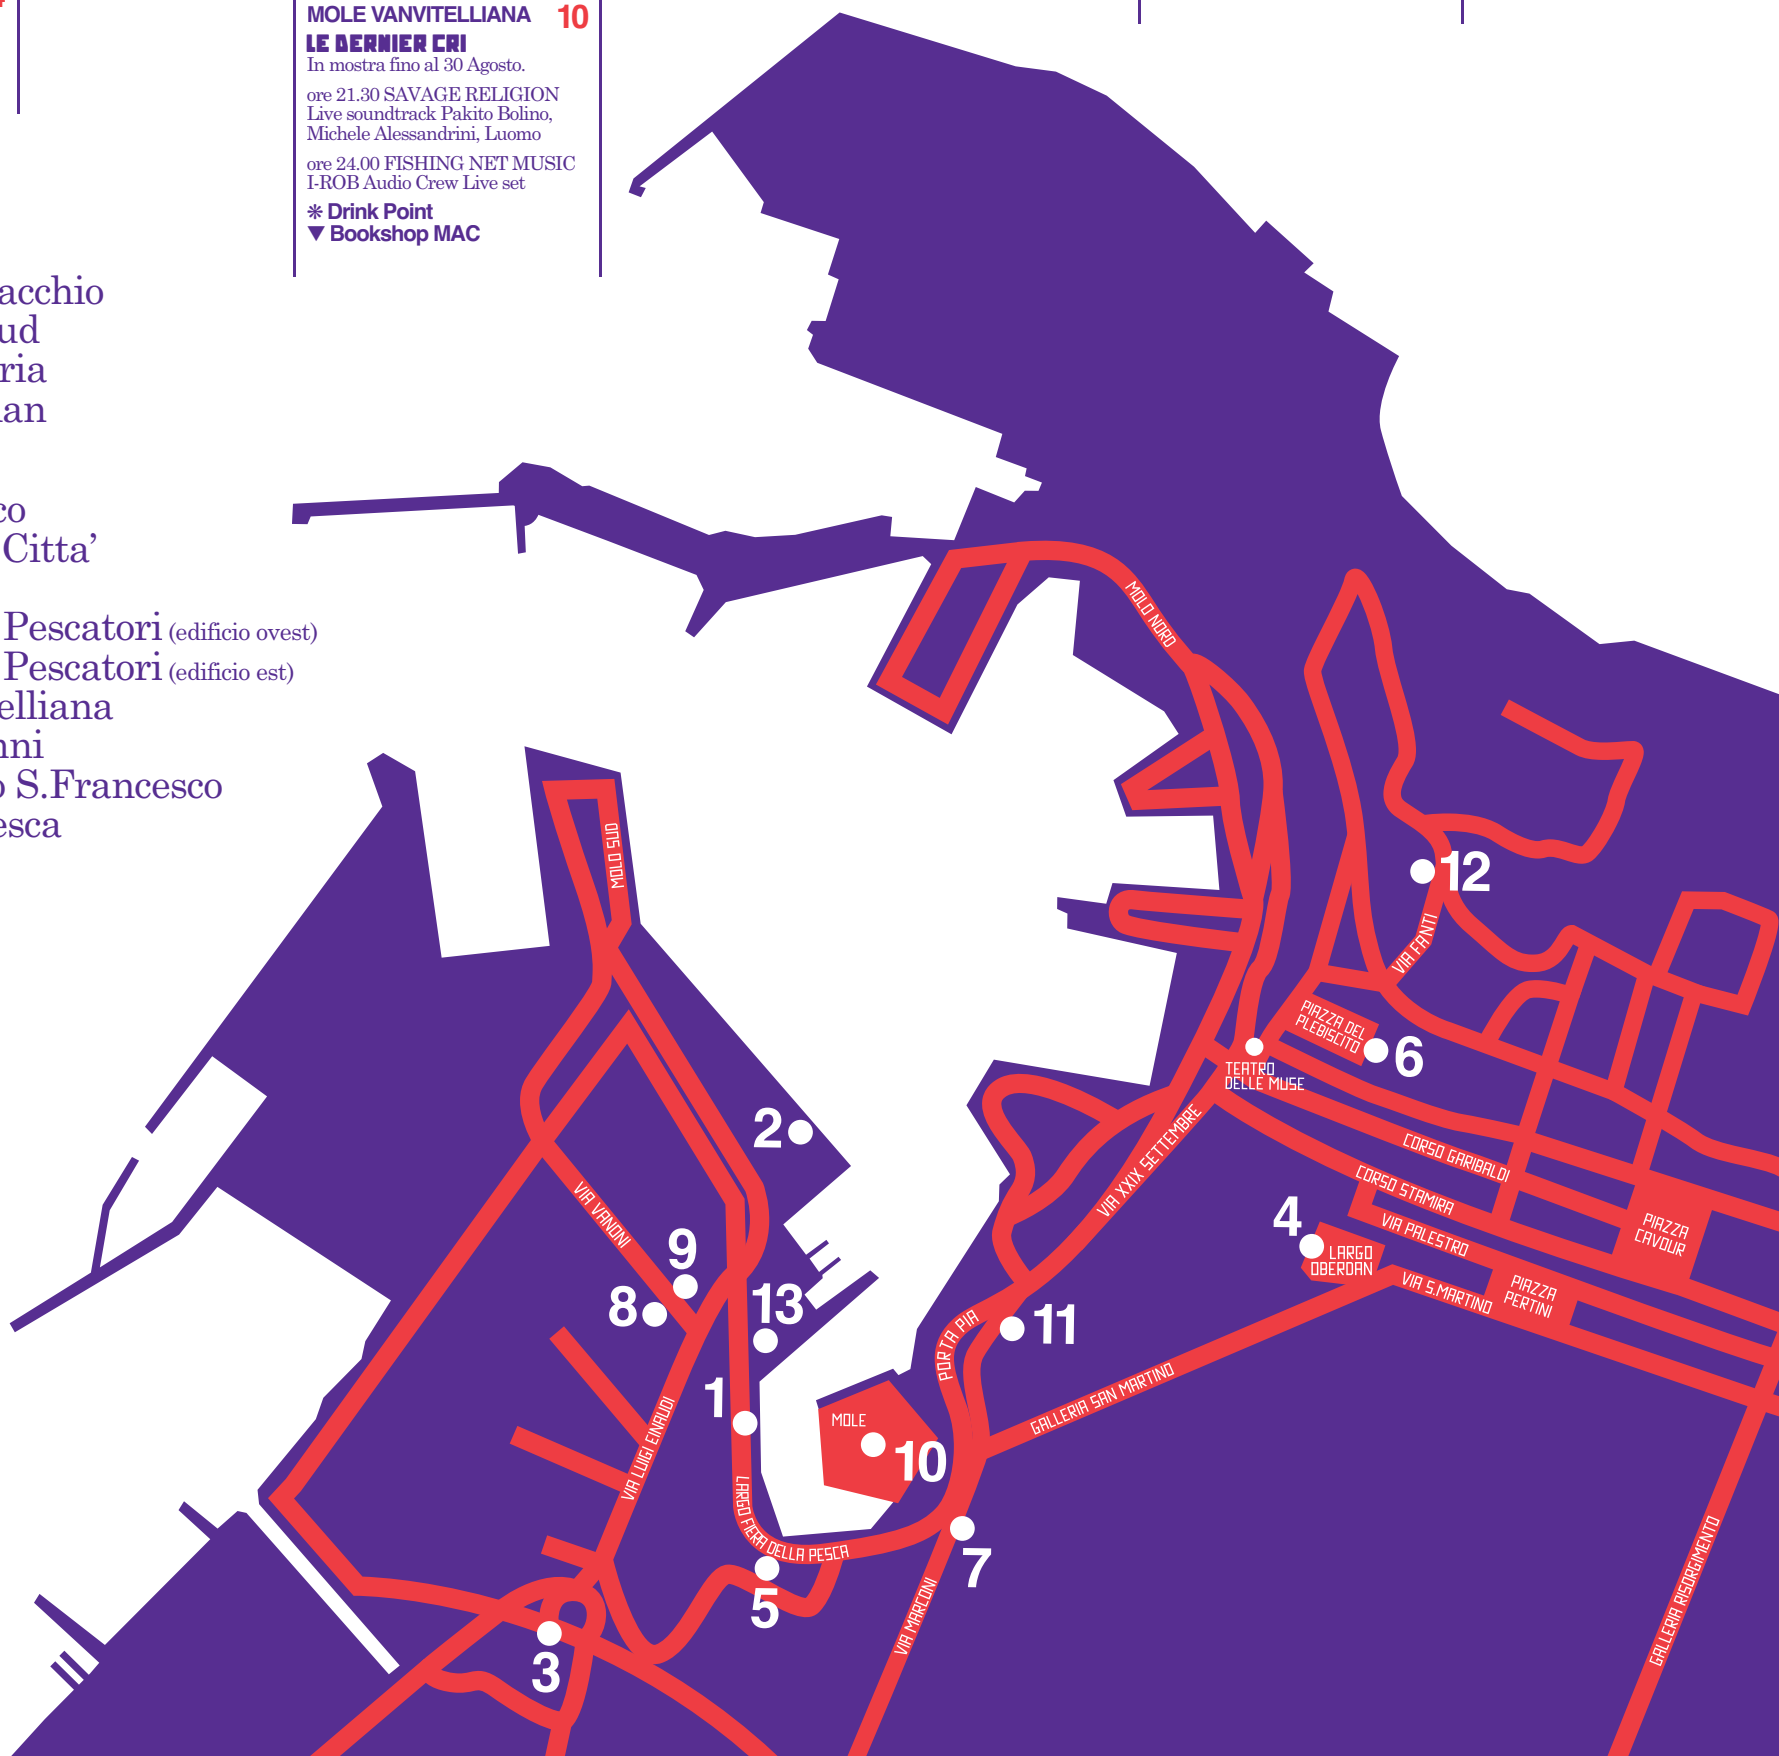 MOLE VANVITELLIANA 10
LE DERNIER CRI
In mostra fino al 30 Agosto.
ore 21.30 SAVAGE RELIGION
Live soundtrack Pakito Bolino,
Michele Alessandrini, Luomo
ore 24.00 FISHING NET MUSIC
I-ROB Audio Crew Live set
❋ Drink Point
▼ Bookshop MAC
acchio
ud
ria
an
co
Citta’
Pescatori (edificio ovest)
Pescatori (edificio est)
elliana
nni
o S.Francesco
esca
MOLO NORD
MOLO SUD
12
VIA FANTI
PIAZZA DEL
PLEBISCITO
6
TEATRO
DELLE MUSE
2
VIA XXIX SETTEMBRE
CORSO GARIBALDI
CORSO STAMIRA
VIA PALESTRO
4
LARGO
OBERDAN
PIAZZA
CAVOUR
VIA S.MARTINO
PIAZZA
PERTINI
VIA VANONI
9
8
13
11
PORTA PIA
GALLERIA SAN MARTINO
1
MOLE
10
VIA LUIGI EINAUDI
LARGO FIERA DELLA PESCA
7
5
VIA MARCONI
GALLERIA RISORGIMENTO
3